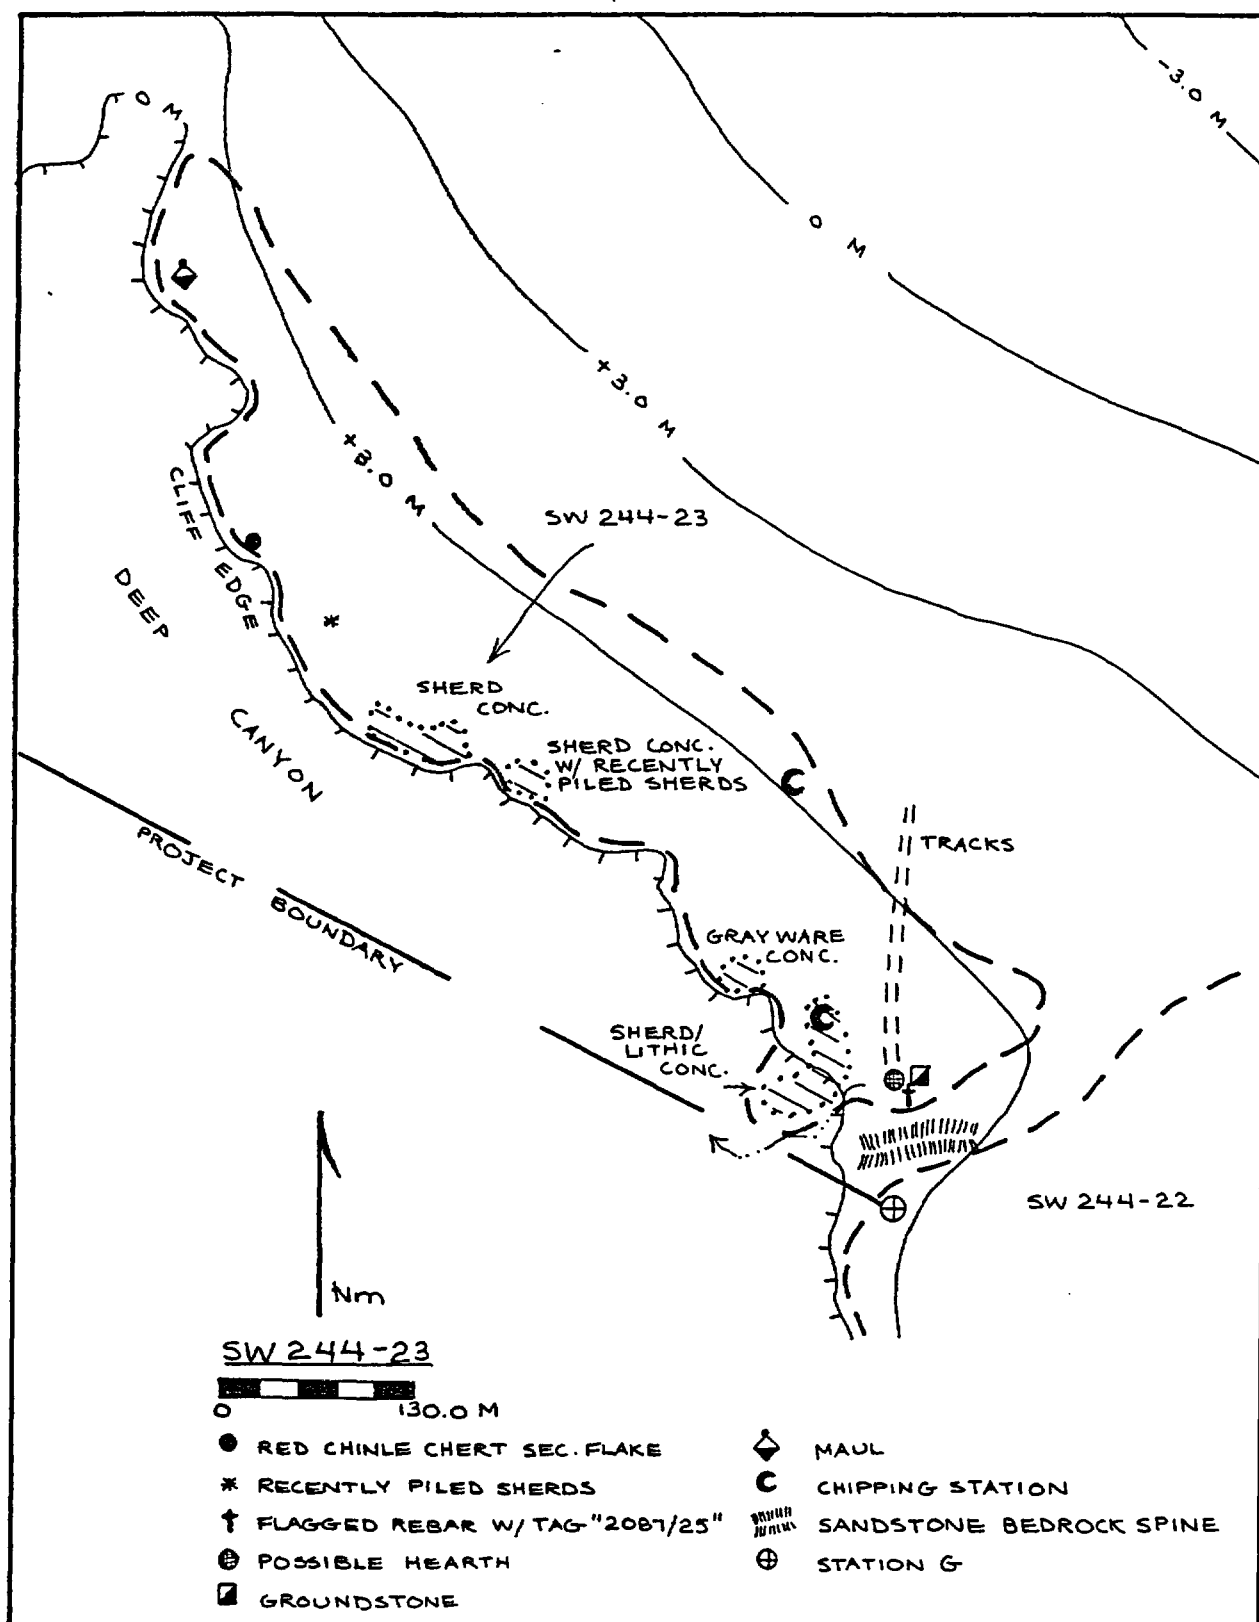 -3.0 M
0 M
0 M
+3.0 M
+3.0 M
SW 244-23
CLIFF EDGE
DEEP CANYON
SHERD
CONC.
SHERD CONC.
W/ RECENTLY
PILED SHERDS
PROJECT BOUNDARY
TRACKS
GRAY WARE
CONC.
SHERD/
LITHIC
CONC.
SW 244-22
Nm
SW 244-23
0 130.0 M
RED CHINLE CHERT SEC. FLAKE
RECENTLY PILED SHERDS
FLAGGED REBAR W/ TAG "2087/25"
POSSIBLE HEARTH
GROUNDSTONE
MAUL
CHIPPING STATION
SANDSTONE BEDROCK SPINE
STATION G